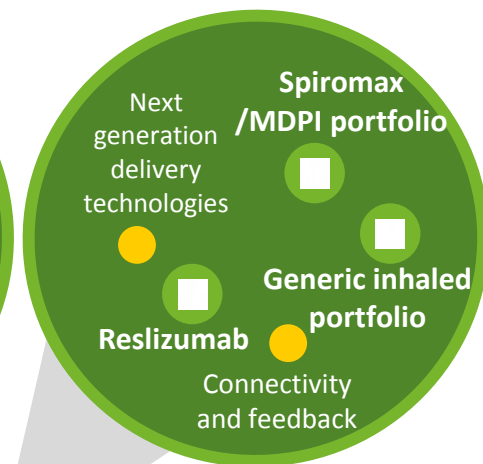 Next
generation
delivery
technologies
Spiromax
/MDPI portfolio
Reslizumab
Generic inhaled
portfolio
Connectivity
and feedback